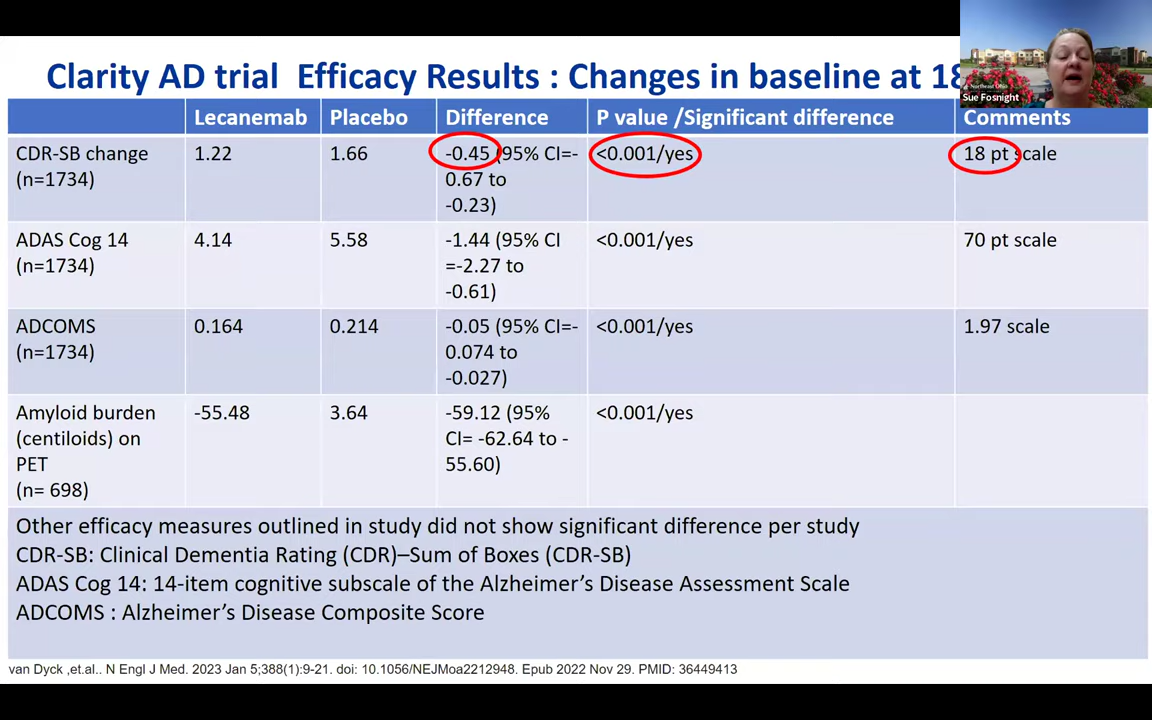 Clarity AD trial  Efficacy Results : Changes in baseline at 18
Northeast Ohio
Sue Fosnight
Lecanemab Placebo Difference P value /Significant difference Comments
CDR-SB change 1.22 1.66 -0.45 (95% CI=- <0.001/yes 18 pt scale
(n=1734) 0.67 to
-0.23)
ADAS Cog 14 4.14 5.58 -1.44 (95% CI <0.001/yes 70 pt scale
(n=1734) =-2.27 to
-0.61)
ADCOMS 0.164 0.214 -0.05 (95% CI=- <0.001/yes 1.97 scale
(n=1734) 0.074 to
-0.027)
Amyloid burden -55.48 3.64 -59.12 (95% <0.001/yes
(centiloids) on CI= -62.64 to -
PET 55.60)
(n= 698)
Other efficacy measures outlined in study did not show significant difference per study
CDR-SB: Clinical Dementia Rating (CDR)–Sum of Boxes (CDR-SB)
ADAS Cog 14: 14-item cognitive subscale of the Alzheimer’s Disease Assessment Scale
ADCOMS : Alzheimer’s Disease Composite Score
van Dyck ,et.al.. N Engl J Med. 2023 Jan 5;388(1):9-21. doi: 10.1056/NEJMoa2212948. Epub 2022 Nov 29. PMID: 36449413